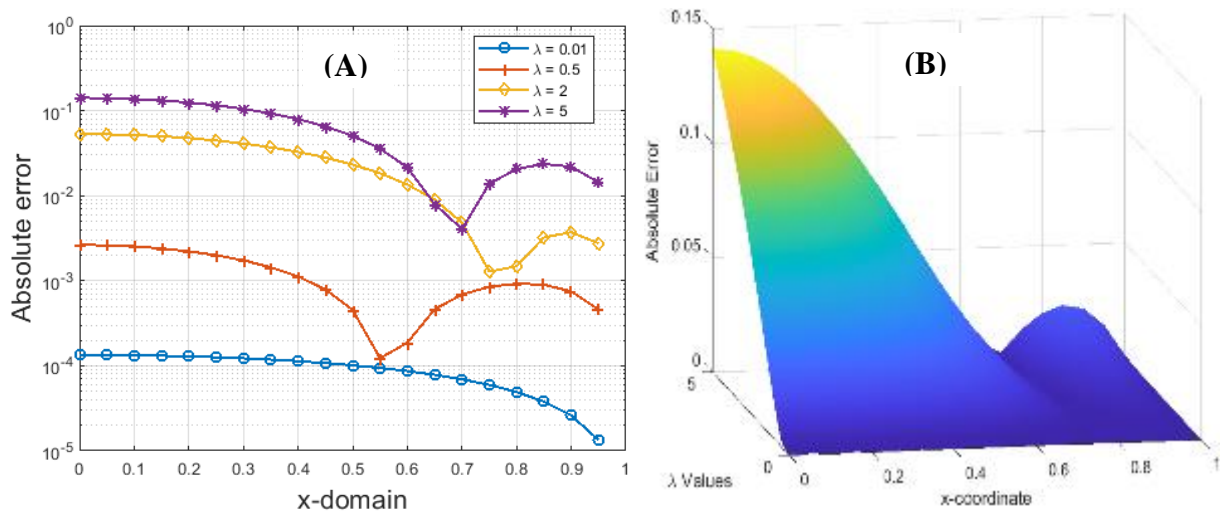 (A)
λ = 0.01
λ = 0.5
λ = 2
λ = 5
10^0
10^-1
10^-2
10^-3
10^-4
10^-5
Absolute error
0 0.1 0.2 0.3 0.4 0.5 0.6 0.7 0.8 0.9 1
x-domain
(B)
0.15
0.1
0.05
0
Absolute Error
5
0
λ Values
0 0.2 0.4 0.6 0.8 1
x-coordinate